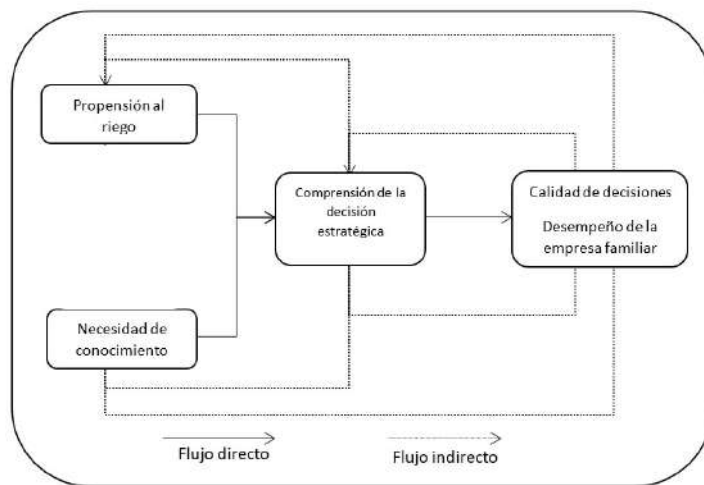 Propensión al
riego
Comprensión de la
decisión
estratégica
Calidad de decisiones
Desempeño de la
empresa familiar
Necesidad de
conocimiento
Flujo directo
Flujo indirecto